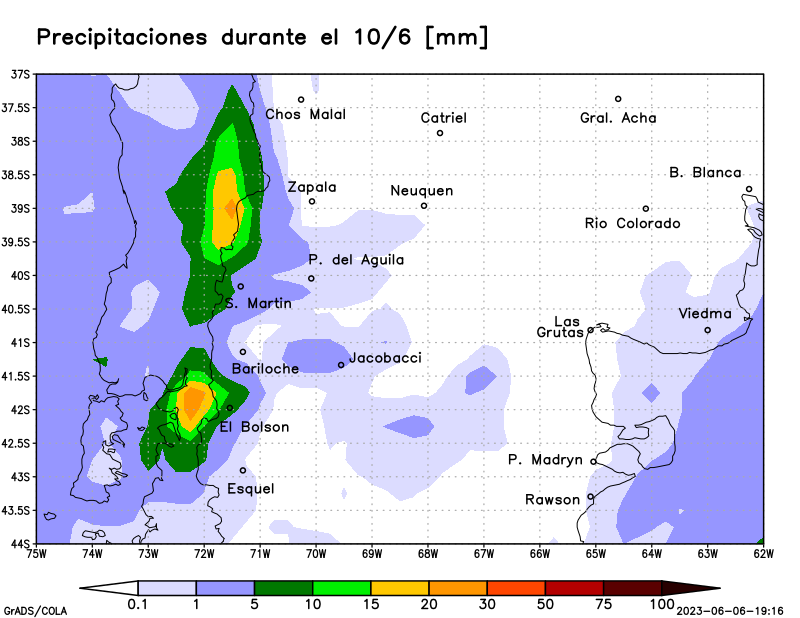 Precipitaciones durante el 10/6 [mm]
37S
37.5S
Chos Malal
Catriel
Gral. Acha
38S
38.5S
B. Blanca
Zapala
Neuquen
39S
Rio Colorado
39.5S
P. del Aguila
40S
S. Martin
40.5S
Las Grutas
Viedma
41S
Bariloche
Jacobacci
41.5S
42S
El Bolson
42.5S
P. Madryn
43S
Esquel
Rawson
43.5S
44S
75W 74W 73W 72W 71W 70W 69W 68W 67W 66W 65W 64W 63W 62W
0.1 1 5 10 15 20 30 50 75 100
GrADS/COLA
2023-06-06-19:16